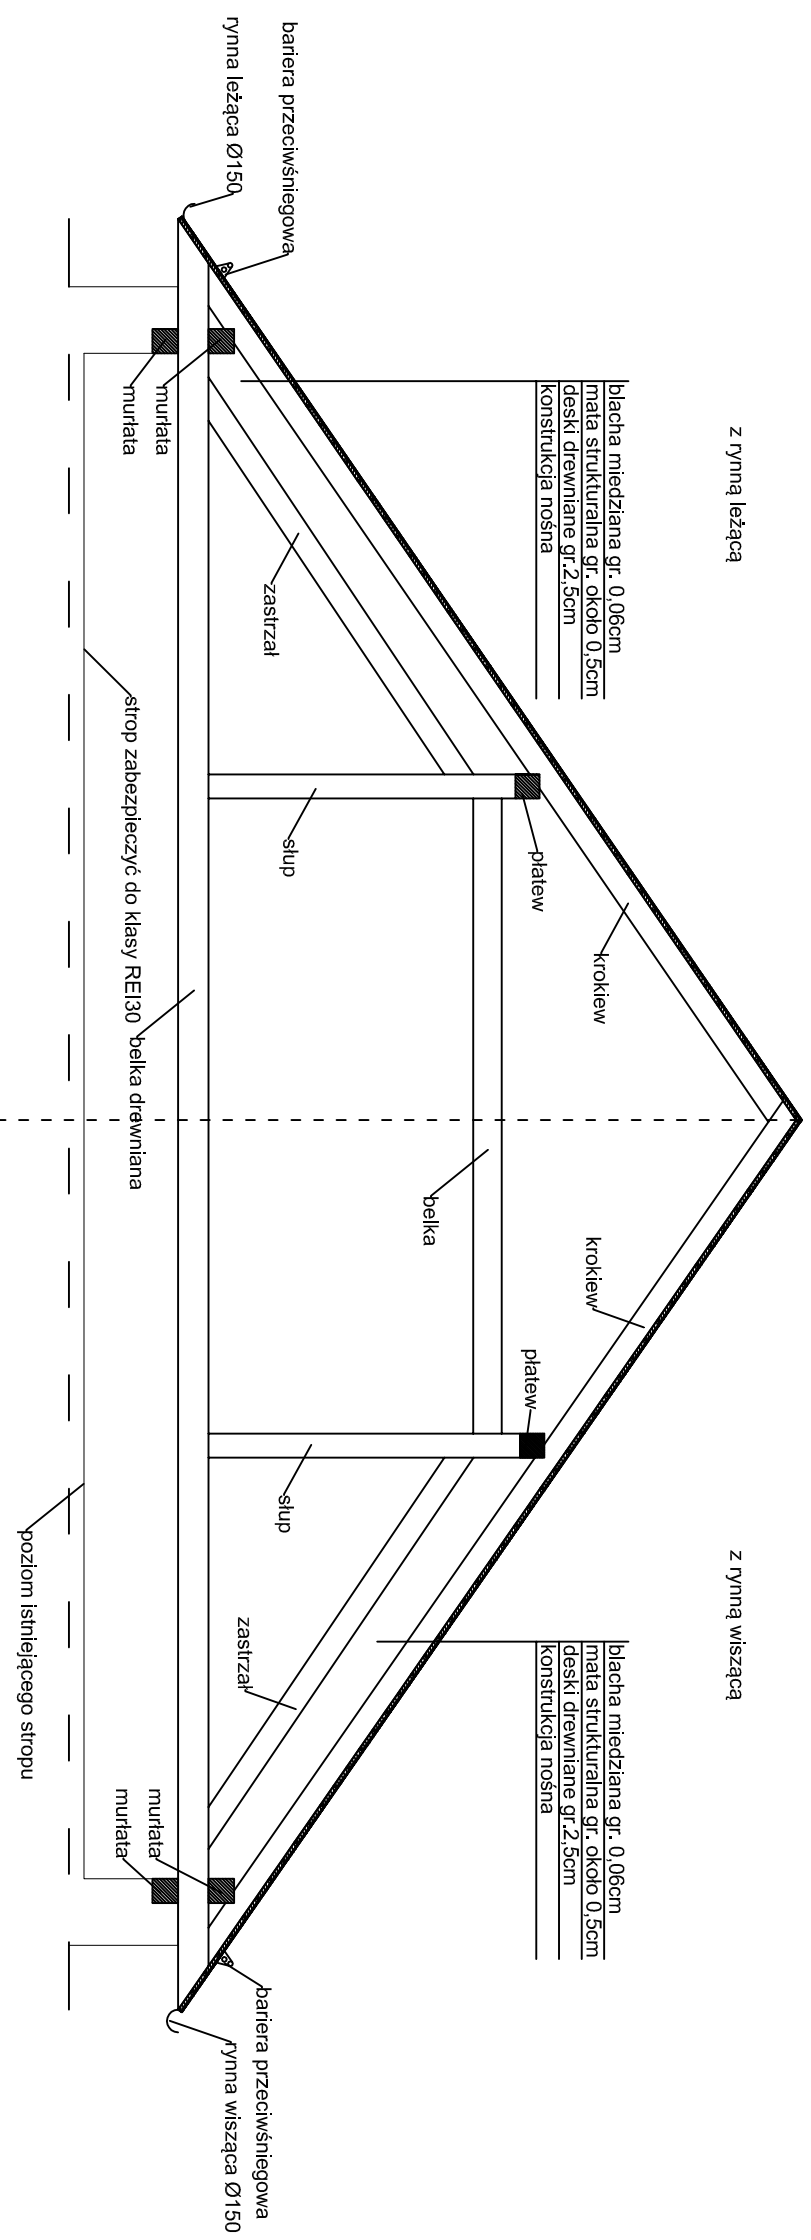 z rynną leżącą
z rynną wiszącą
blacha miedziana gr. 0,06cm
mata strukturalna gr. około 0,5cm
deski drewniane gr.2,5cm
konstrukcja nośna
blacha miedziana gr. 0,06cm
mata strukturalna gr. około 0,5cm
deski drewniane gr.2,5cm
konstrukcja nośna
krokiew
krokiew
płatew
płatew
belka
bariera przeciwśniegowa
rynna leżąca Ø150
zastrzał
słup
słup
zastrzał
bariera przeciwśniegowa
rynna wisząca Ø150
murłata
murłata
murłata
murłata
strop zabezpieczyć do klasy REI30
belka drewniana
poziom istniejącego stropu